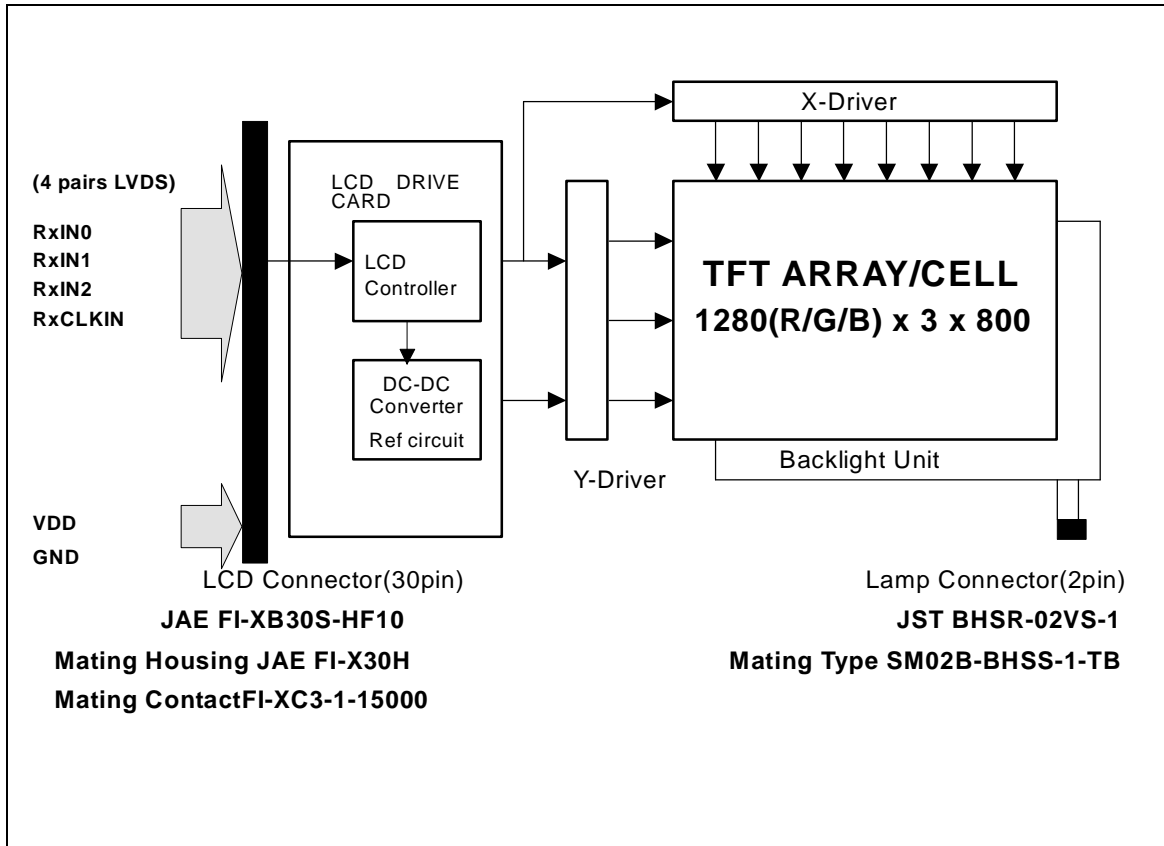 X-Driver
(4 pairs LVDS)
RxIN0
RxIN1
RxIN2
RxCLKIN
LCD DRIVE
CARD
LCD
Controller
DC-DC
Converter
Ref circuit
TFT ARRAY/CELL
1280(R/G/B) x 3 x 800
Y-Driver
Backlight Unit
VDD
GND
LCD Connector(30pin)
JAE FI-XB30S-HF10
Mating Housing JAE FI-X30H
Mating ContactFI-XC3-1-15000
Lamp Connector(2pin)
JST BHSR-02VS-1
Mating Type SM02B-BHSS-1-TB